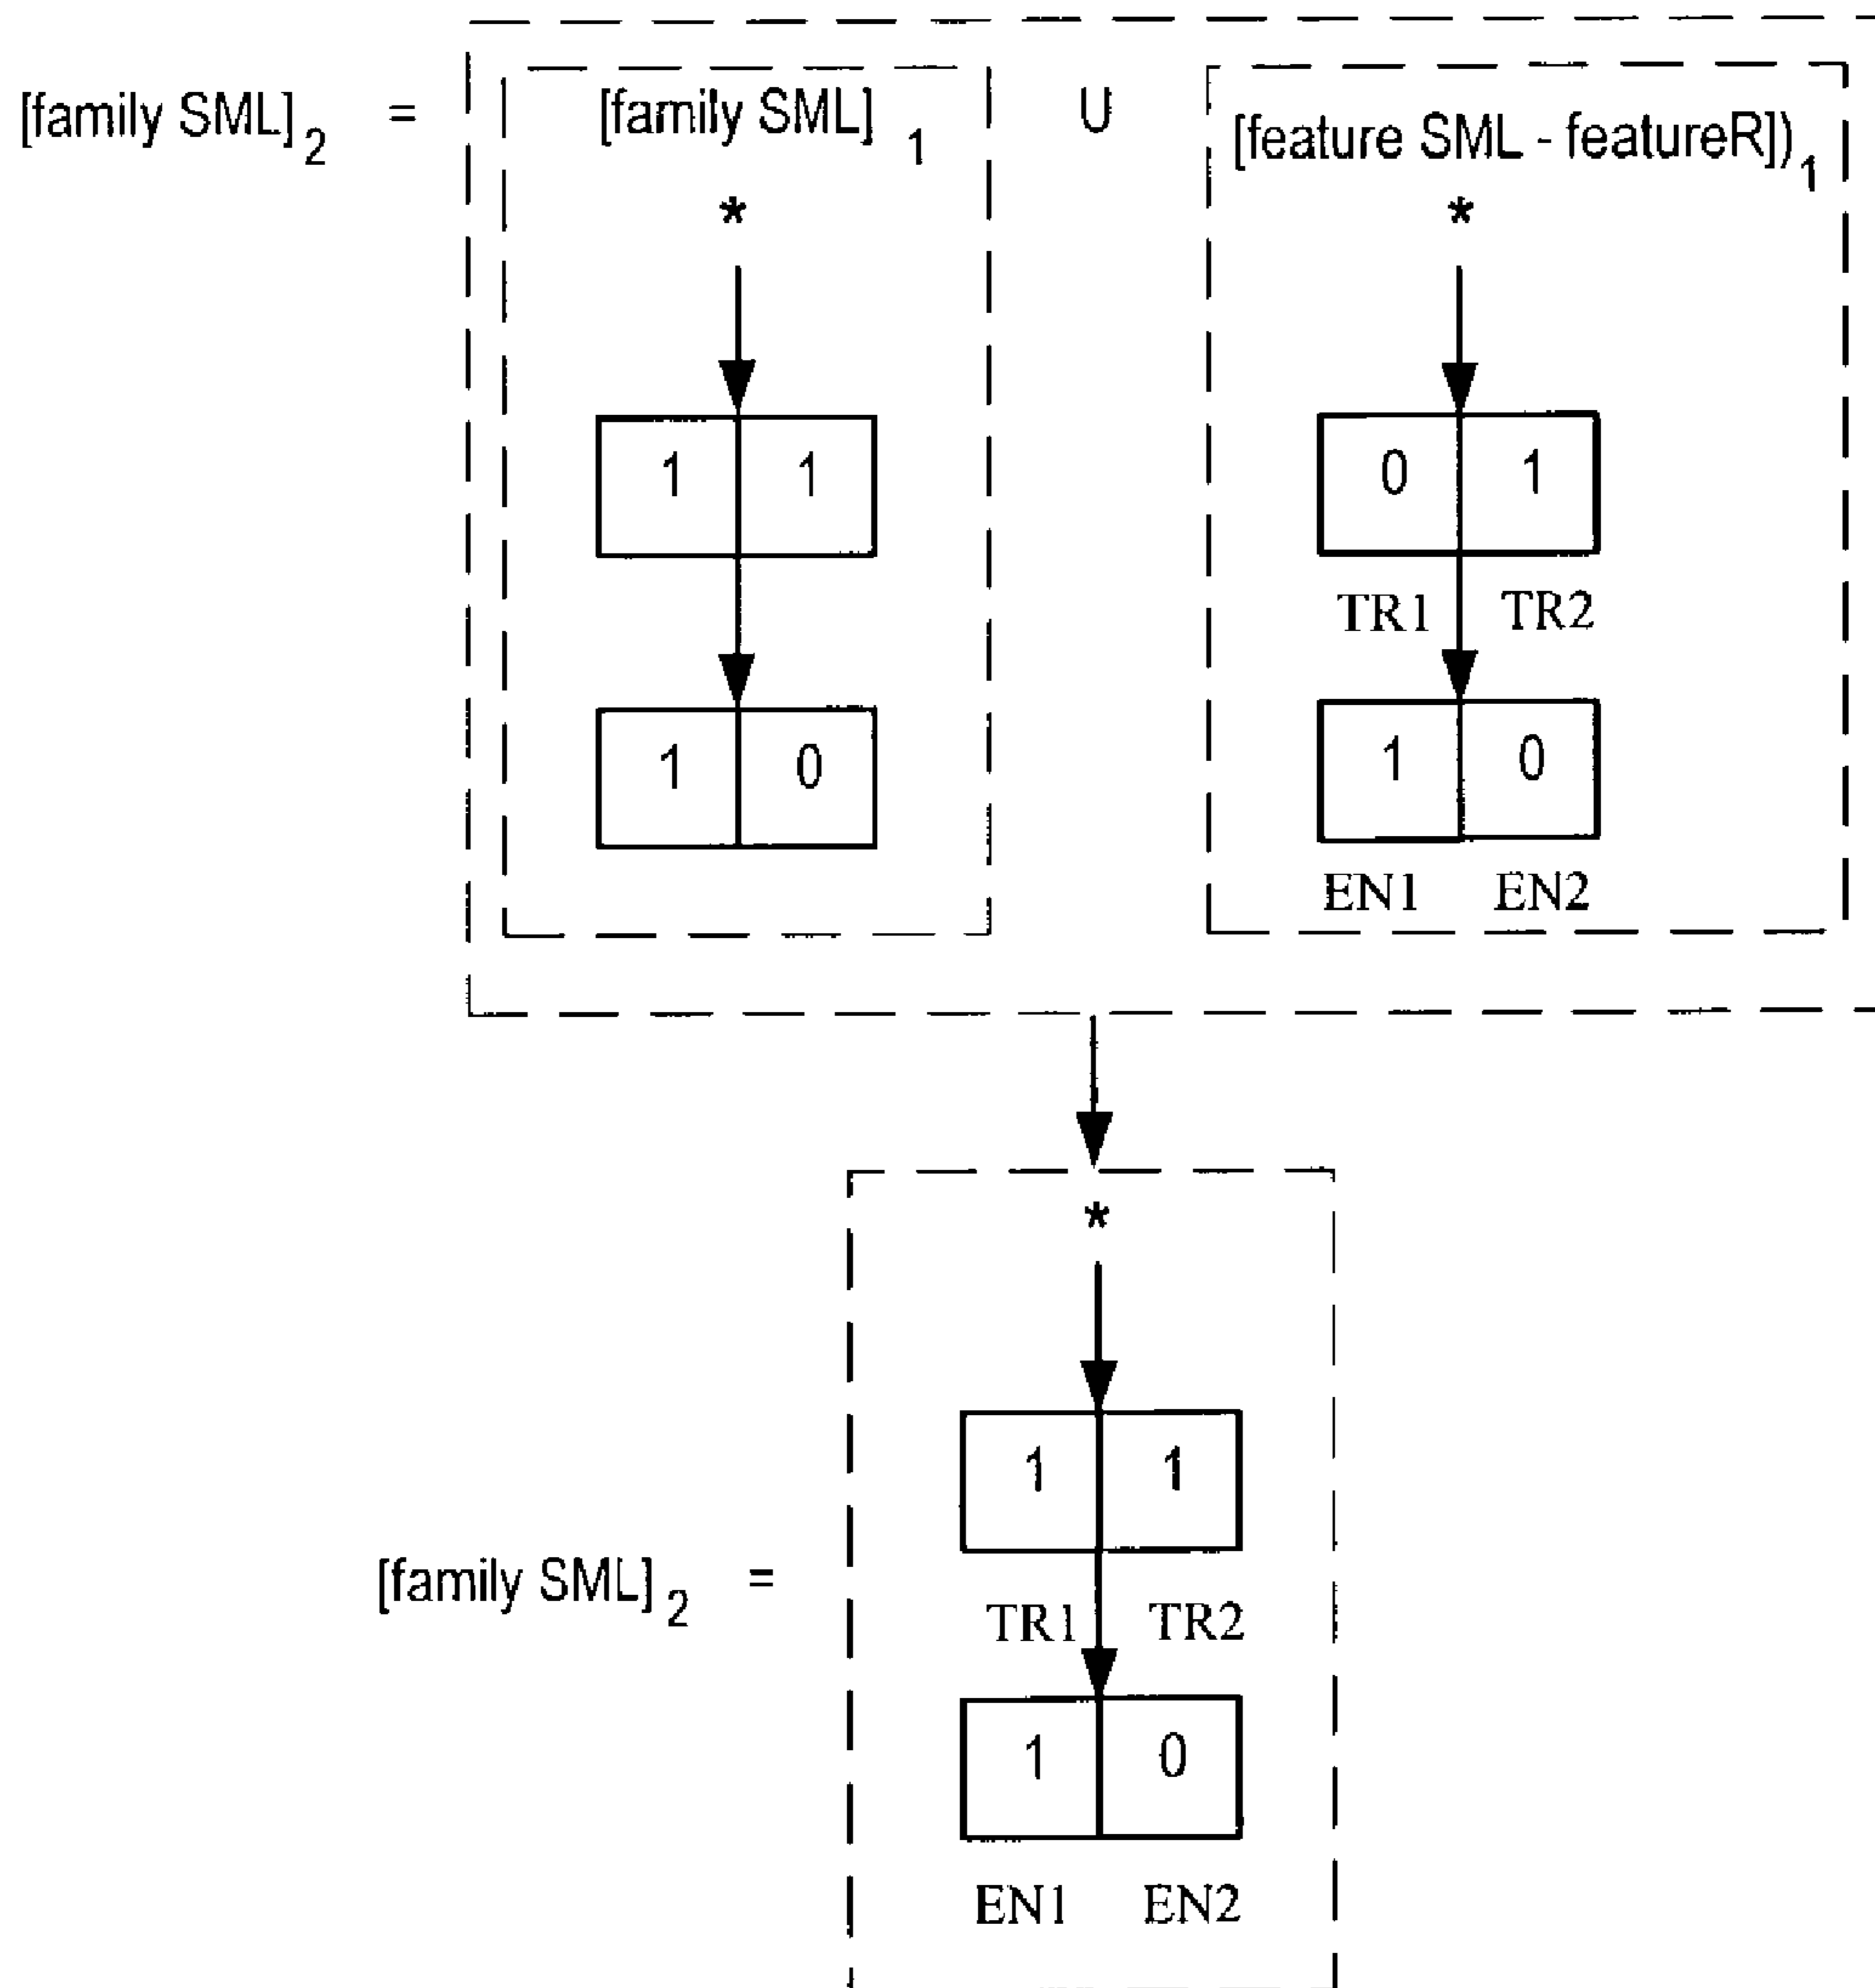 [family SML]2 = [family SML] 1 U [feature SML - featureR])1
* *
1 1 0 1
TR1 TR2
1 0 1 0
EN1 EN2
*
1 1
[family SML]2 =
TR1 TR2
1 0
EN1 EN2